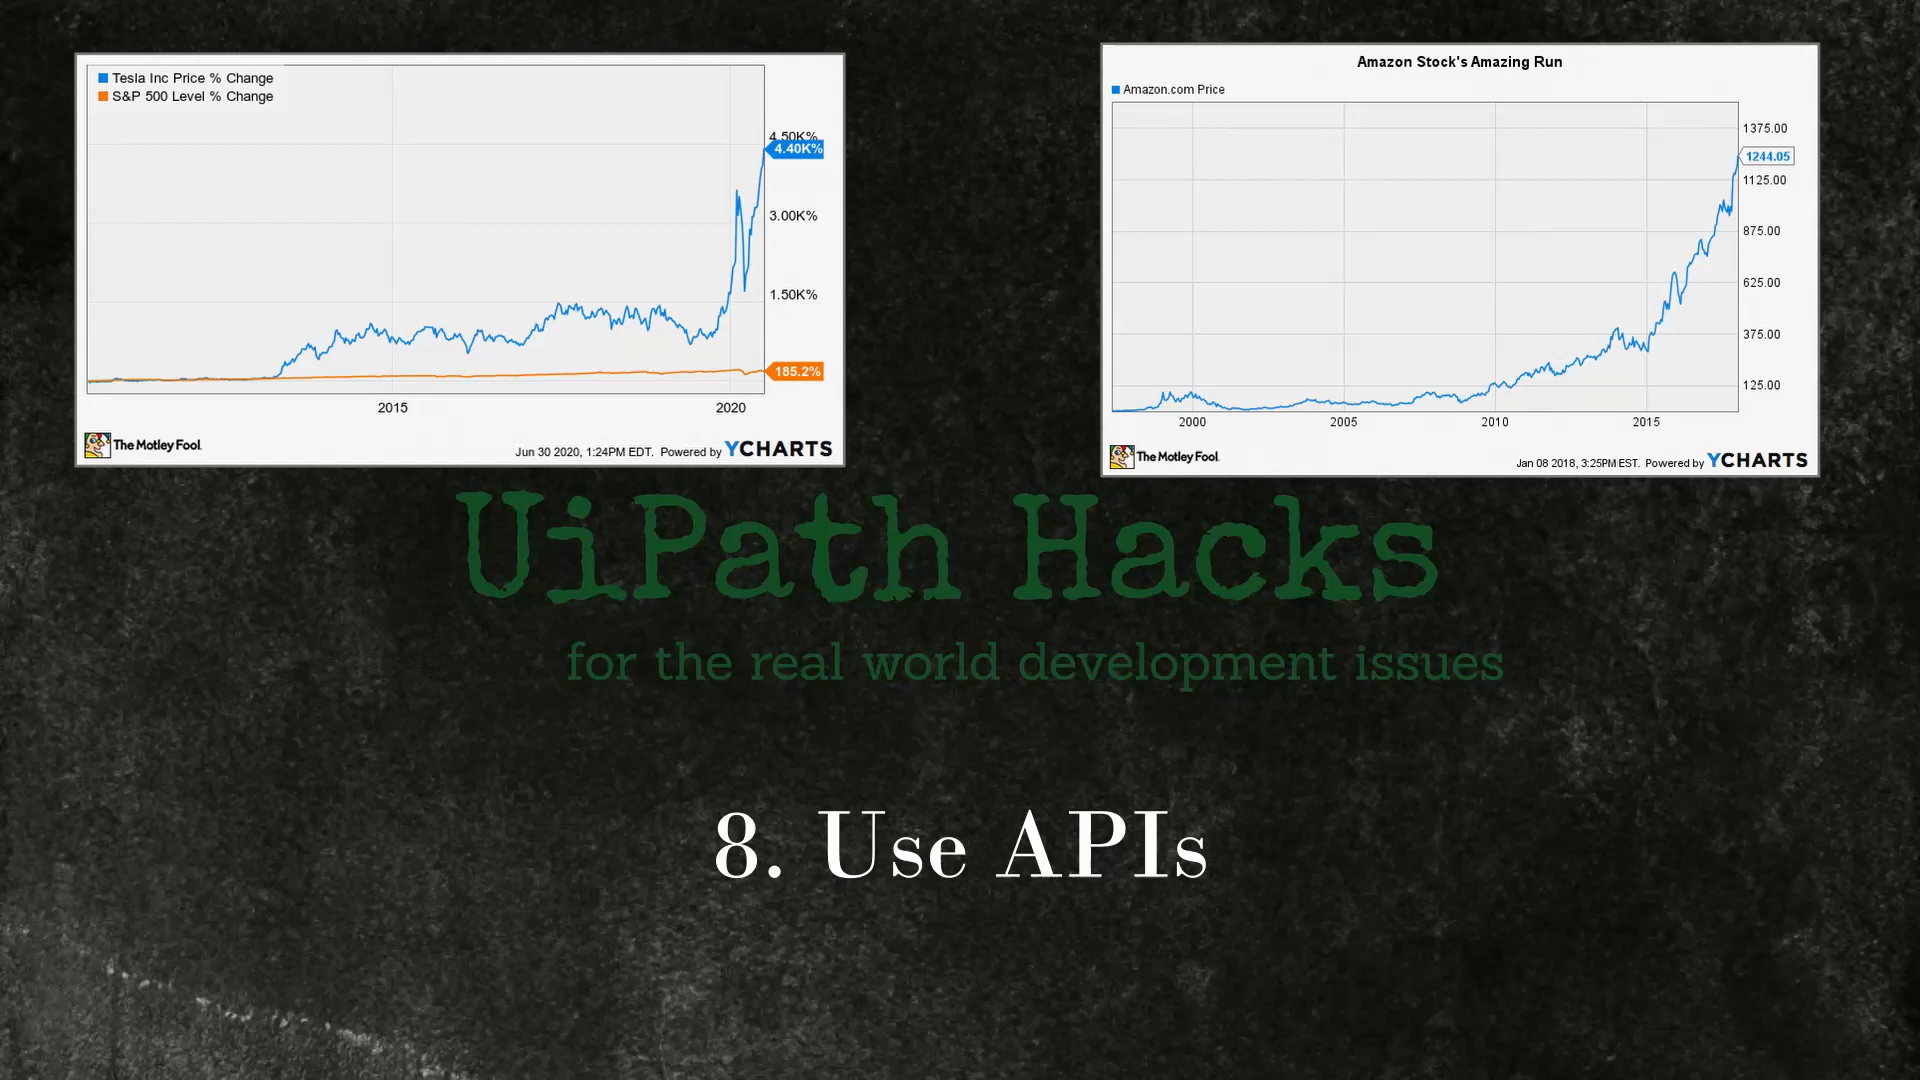 Tesla Inc Price % Change
S&P 500 Level % Change
4.50K%
4.40K%
3.00K%
1.50K%
185.2%
2015 2020
The Motley Fool.
Jun 30 2020, 1:24PM EDT. Powered by YCHARTS
Amazon Stock's Amazing Run
Amazon.com Price
1375.00
1244.05
1125.00
875.00
625.00
375.00
125.00
2000 2005 2010 2015
The Motley Fool.
Jan 08 2018, 3:25PM EST. Powered by YCHARTS
UiPath Hacks
for the real world development issues
8. Use APIs